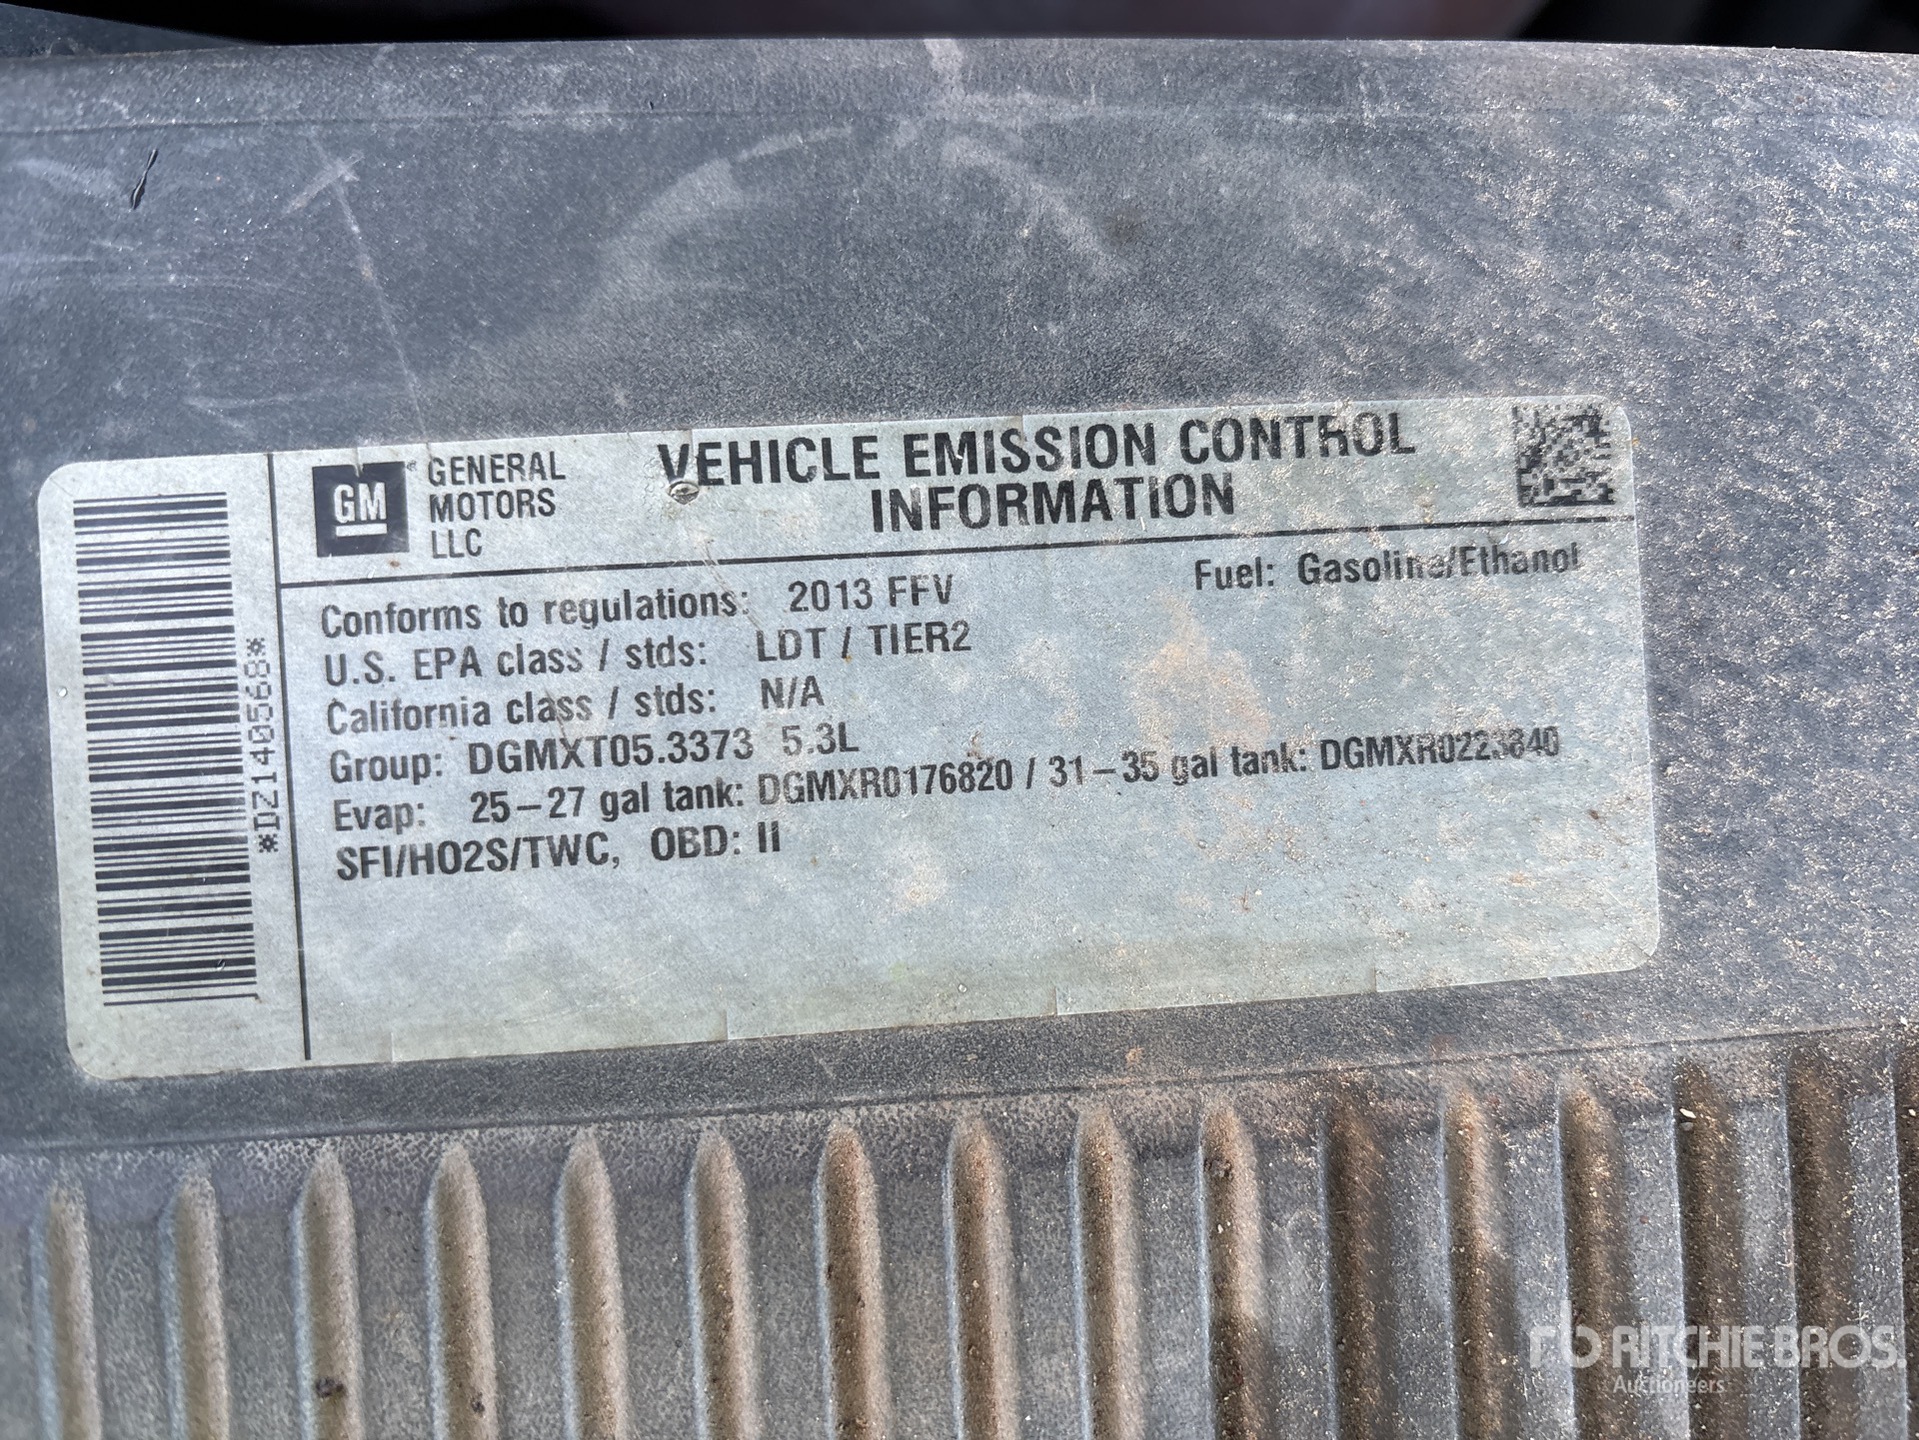 *DZ1405568*
GM
GENERAL
MOTORS
LLC
VEHICLE EMISSION CONTROL
INFORMATION
Conforms to regulations: 2013 FFV
Fuel: Gasoline/Ethanol
U.S. EPA class / stds: LDT / TIER2
California class / stds: N/A
Group: DGMXT05.3373 5.3L
Evap: 25-27 gal tank: DGMXR0176820 / 31-35 gal tank: DGMXR0223840
SFI/HO2S/TWC, OBD: II
rb RITCHIE BROS.
Auctioneers